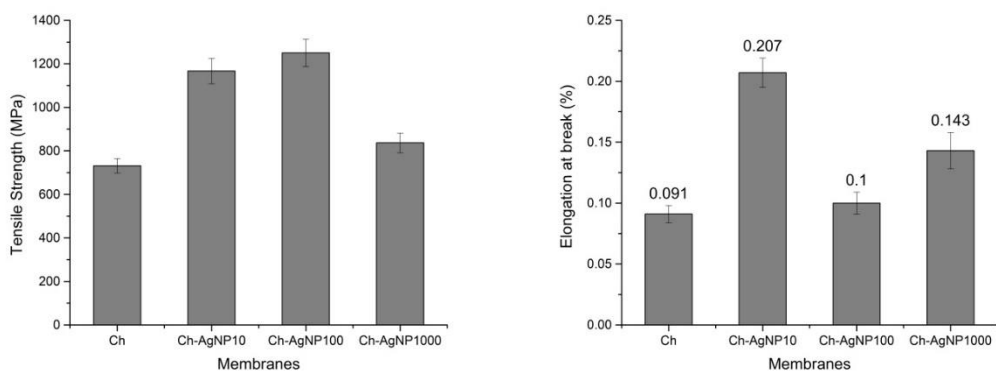 1400
1200
1000
800
600
400
200
0
Tensile Strength (MPa)
Ch
Ch-AgNP10
Ch-AgNP100
Ch-AgNP1000
Membranes
0.25
0.20
0.15
0.10
0.05
0.00
Elongation at break (%)
0.091
0.207
0.1
0.143
Ch
Ch-AgNP10
Ch-AgNP100
Ch-AgNP1000
Membranes